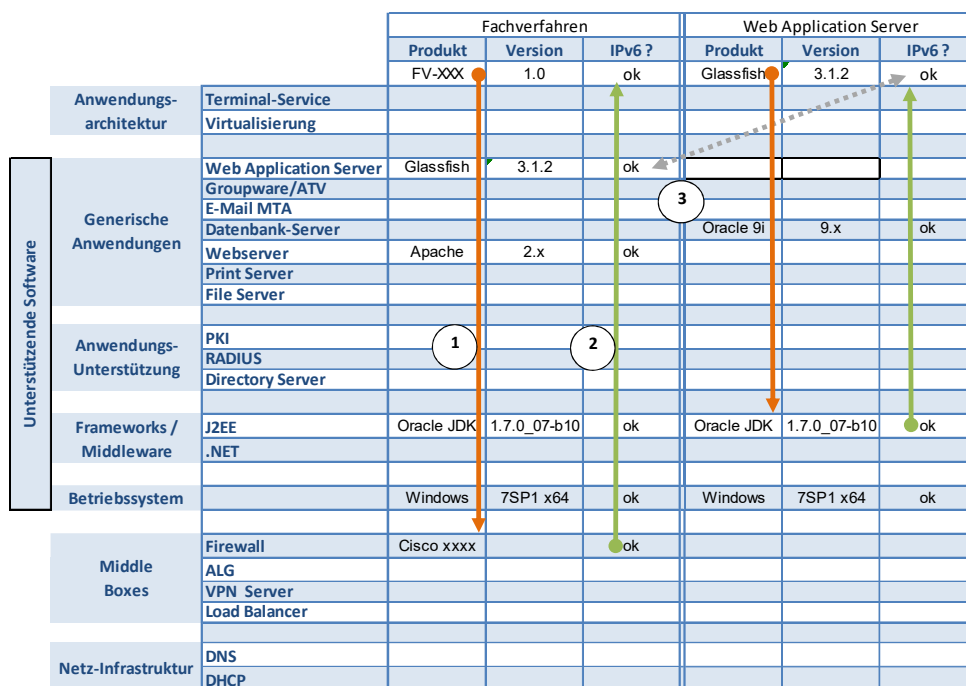 Fachverfahren Web Application Server
Produkt Version IPv6 ? Produkt Version IPv6 ?
FV-XXX 1.0 ok Glassfish 3.1.2 ok
Anwendungs-
architektur
Terminal-Service
Virtualisierung
Unterstützende Software
Generische
Anwendungen
Web Application Server Glassfish 3.1.2 ok
Groupware/ATV
E-Mail MTA
3
Datenbank-Server Oracle 9i 9.x ok
Webserver Apache 2.x ok
Print Server
File Server
Anwendungs-
Unterstützung
PKI
1 2
RADIUS
Directory Server
Frameworks /
Middleware
J2EE Oracle JDK 1.7.0_07-b10 ok Oracle JDK 1.7.0_07-b10 ok
.NET
Betriebssystem Windows 7SP1 x64 ok Windows 7SP1 x64 ok
Middle
Boxes
Firewall Cisco xxxx ok
ALG
VPN Server
Load Balancer
Netz-Infrastruktur
DNS
DHCP